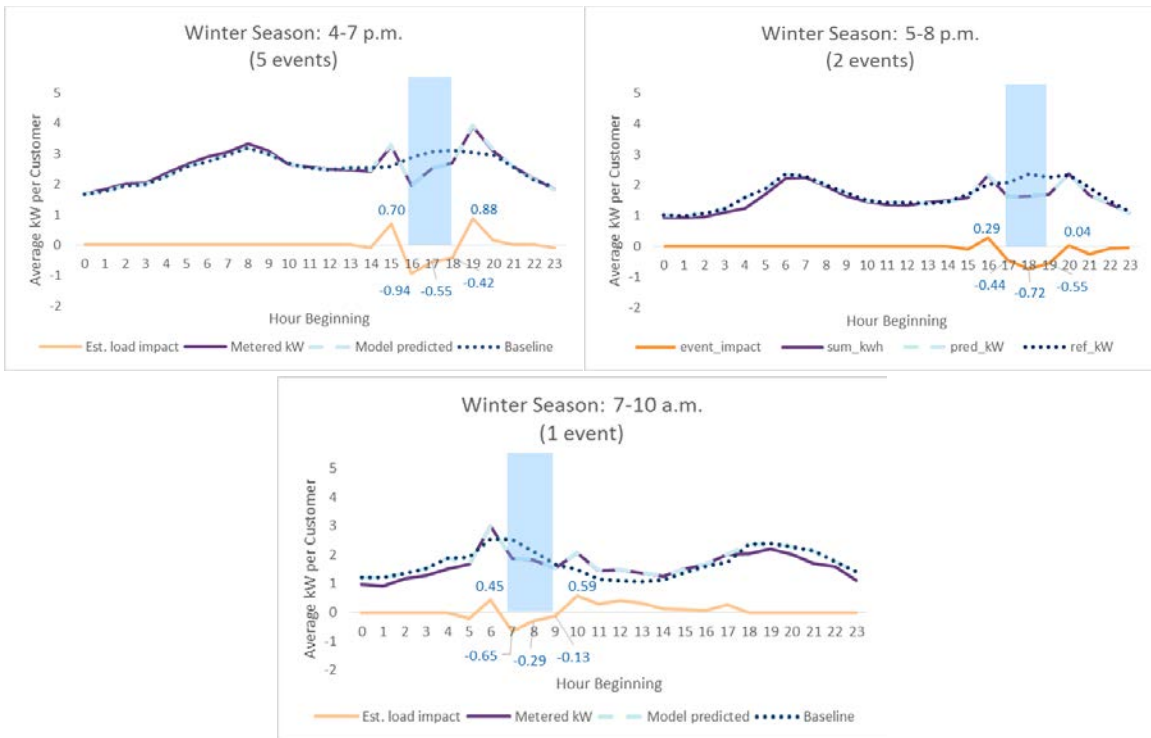 Winter Season: 4-7 p.m.
(5 events)
Average kW per Customer
5
4
3
2
1
0
-1
-2
0.70
0.88
0 1 2 3 4 5 6 7 8 9 10 11 12 13 14 15 16 17 18 19 20 21 22 23
-0.94
-0.55
-0.42
Hour Beginning
Est. load impact Metered kW Model predicted Baseline
Winter Season: 5-8 p.m.
(2 events)
Average kW per Customer
5
4
3
2
1
0
-1
-2
0.29
0.04
0 1 2 3 4 5 6 7 8 9 10 11 12 13 14 15 16 17 18 19 20 21 22 23
-0.44
-0.72
-0.55
Hour Beginning
event_impact sum_kwh pred_kW ref_kW
Winter Season: 7-10 a.m.
(1 event)
Average kW per Customer
5
4
3
2
1
0
-1
-2
0.45
0.59
0 1 2 3 4 5 6 7 8 9 10 11 12 13 14 15 16 17 18 19 20 21 22 23
-0.65
-0.29
-0.13
Hour Beginning
Est. load impact Metered kW Model predicted Baseline